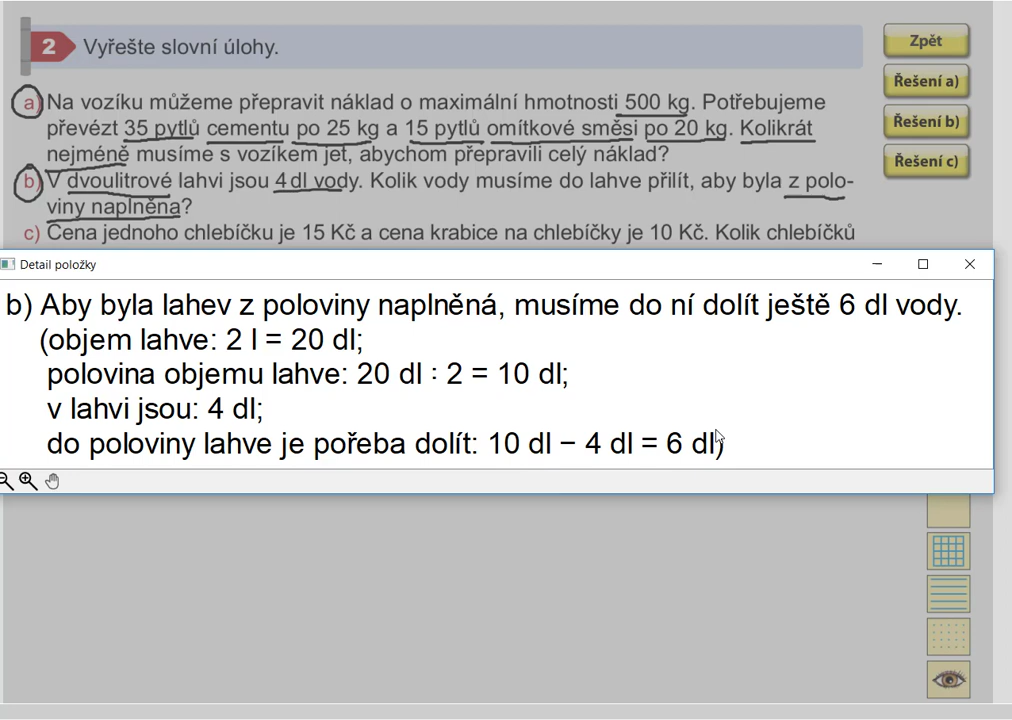 2 Vyřešte slovní úlohy.
Zpět
Řešení a)
Řešení b)
Řešení c)
a) Na vozíku můžeme přepravit náklad o maximální hmotnosti 500 kg. Potřebujeme
převézt 35 pytlů cementu po 25 kg a 15 pytlů omítkové směsi po 20 kg. Kolikrát
nejméně musíme s vozíkem jet, abychom přepravili celý náklad?
b) V dvoulitrové lahvi jsou 4 dl vody. Kolik vody musíme do lahve přilít, aby byla z polo-
viny naplněna?
c) Cena jednoho chlebíčku je 15 Kč a cena krabice na chlebíčky je 10 Kč. Kolik chlebíčků
Detail položky
b) Aby byla lahev z poloviny naplněná, musíme do ní dolít ještě 6 dl vody.
(objem lahve: 2 l = 20 dl;
polovina objemu lahve: 20 dl : 2 = 10 dl;
v lahvi jsou: 4 dl;
do poloviny lahve je pořeba dolít: 10 dl − 4 dl = 6 dl)